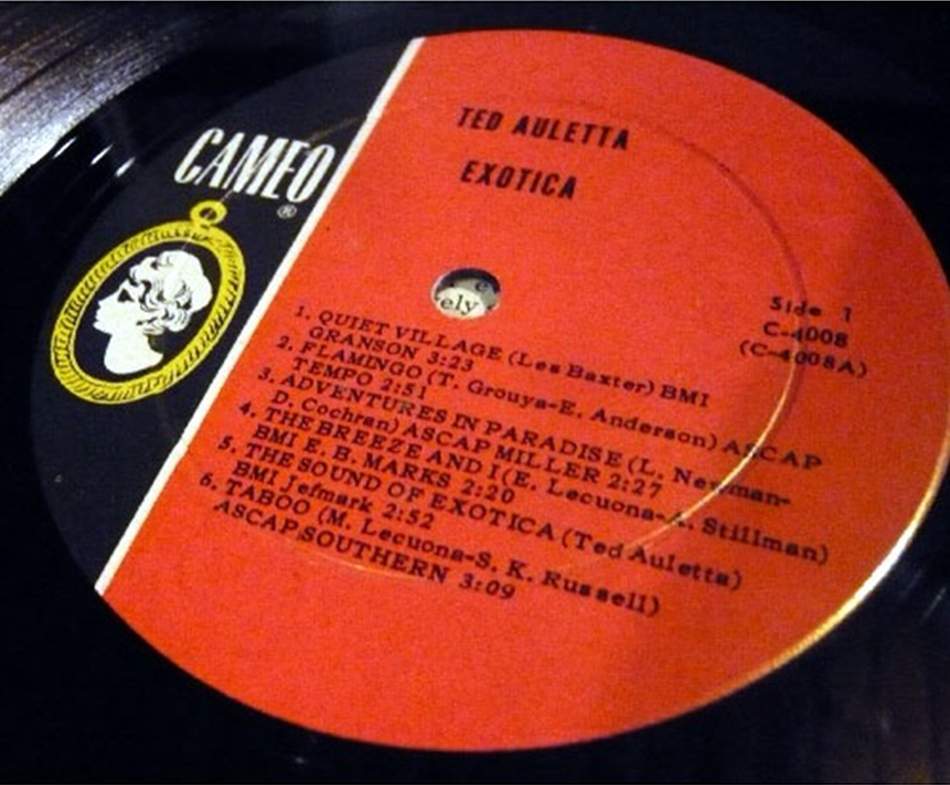 CAMEO
®
TED AULETTA
EXOTICA
ely
Side 1
C-4008
(C-4008A)
1. QUIET VILLAGE (Les Baxter) BMI
GRANSON 3:23
2. FLAMINGO (T. Grouya-E. Anderson) ASCAP
TEMPO 2:51
3. ADVENTURES IN PARADISE (L. Newman-
D. Cochran) ASCAP MILLER 2:27
4. THE BREEZE AND I (E. Lecuona-A. Stillman)
BMI E. B. MARKS 2:20
5. THE SOUND OF EXOTICA (Ted Auletta)
BMI Jefmark 2:52
6. TABOO (M. Lecuona-S. K. Russell)
ASCAP SOUTHERN 3:09